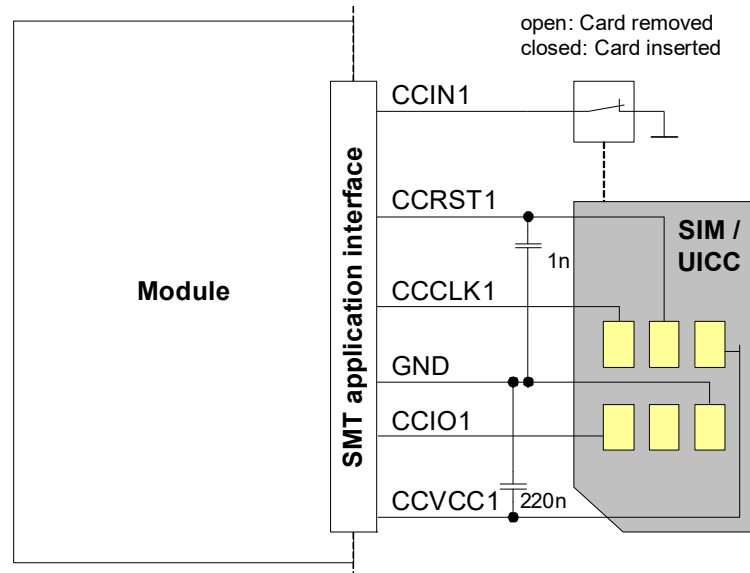 open: Card removed
closed: Card inserted
CCIN1
CCRST1
SIM /
UICC
1n
Module
SMT application interface
CCCLK1
GND
CCIO1
CCVCC1
220n